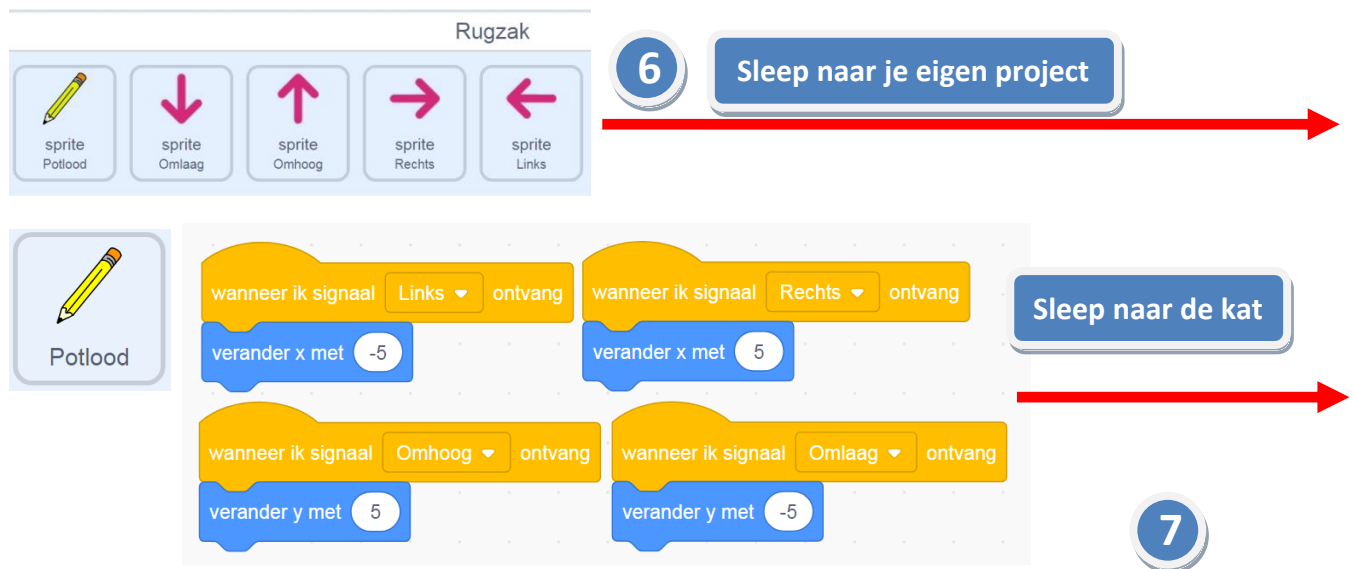 Rugzak
sprite
Potlood
sprite
Omlaag
sprite
Omhoog
sprite
Rechts
sprite
Links
6
Sleep naar je eigen project
Potlood
wanneer ik signaal Links ontvang
verander x met -5
wanneer ik signaal Rechts ontvang
verander x met 5
wanneer ik signaal Omhoog ontvang
verander y met 5
wanneer ik signaal Omlaag ontvang
verander y met -5
Sleep naar de kat
7